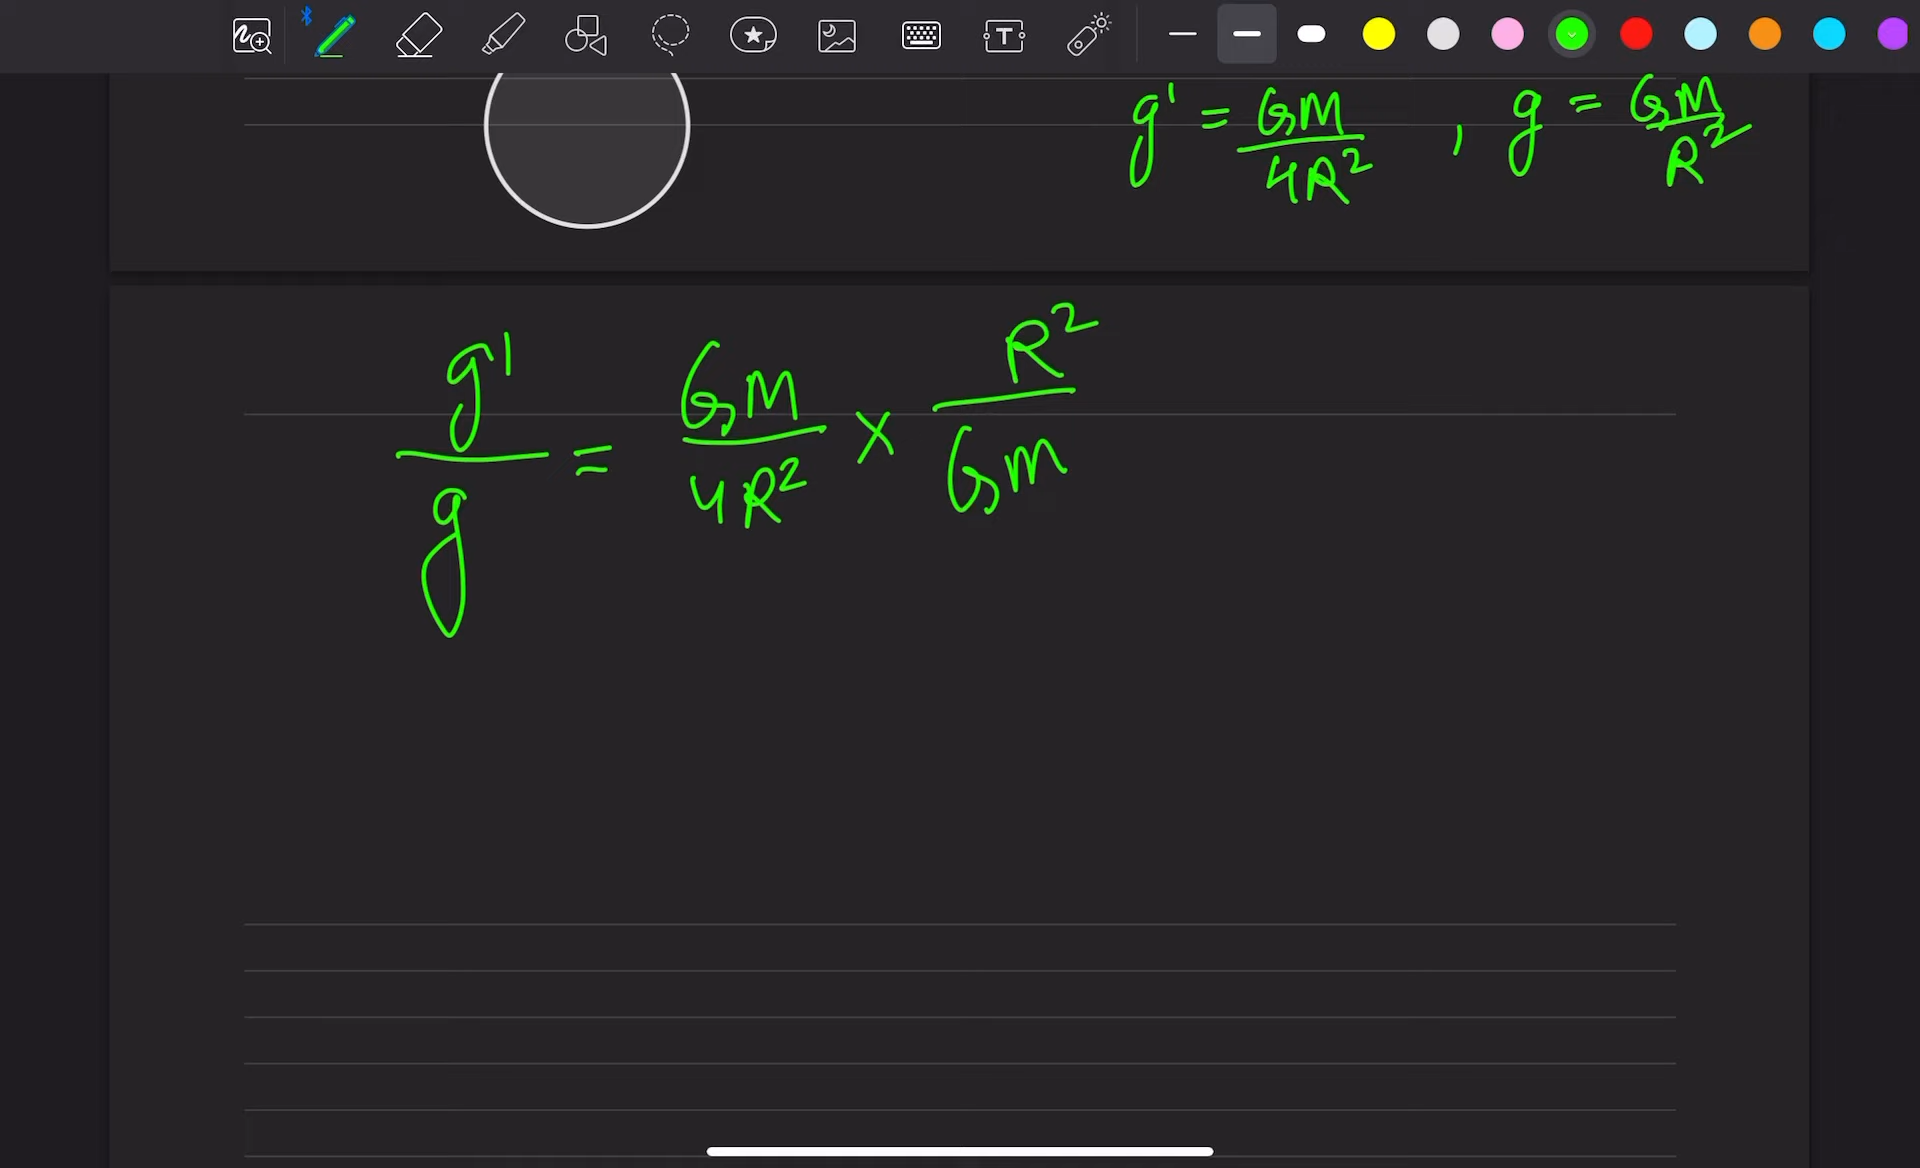 g' = GM/4R² , g = GM/R²
g'/g = GM/4R² × R²/GM